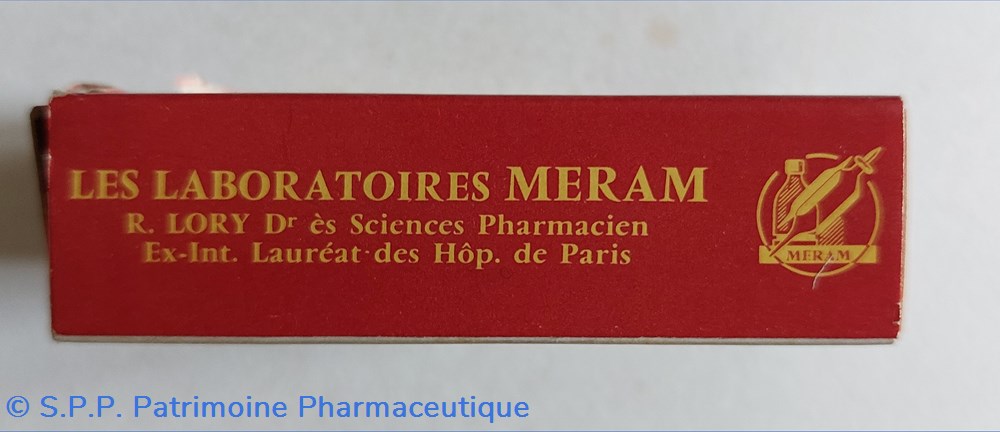 LES LABORATOIRES MERAM
R. LORY Dr ès Sciences Pharmacien
Ex-Int. Lauréat des Hôp. de Paris
MERAM
© S.P.P. Patrimoine Pharmaceutique